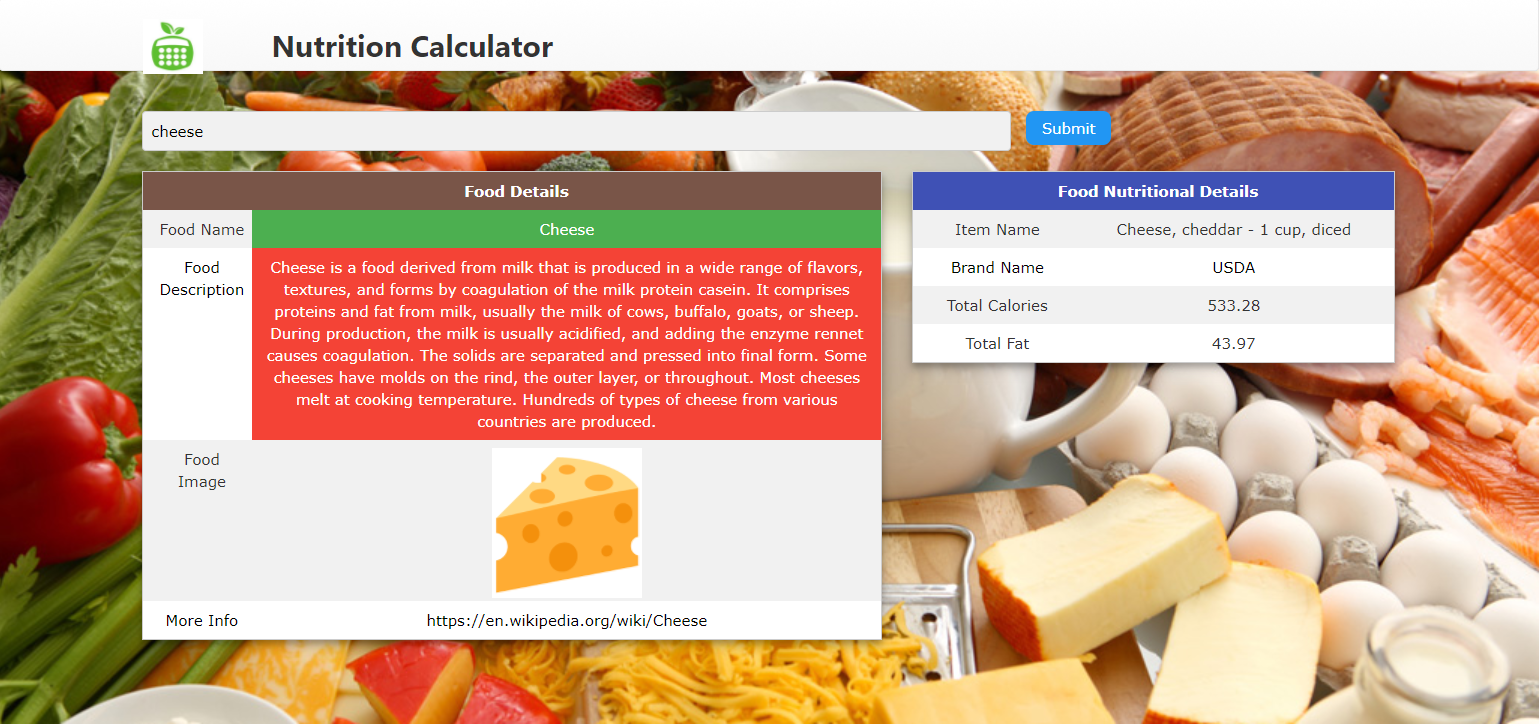 Nutrition Calculator
cheese
Submit
Food Details
Food Name
Cheese
Food
Description
Cheese is a food derived from milk that is produced in a wide range of flavors,
textures, and forms by coagulation of the milk protein casein. It comprises
proteins and fat from milk, usually the milk of cows, buffalo, goats, or sheep.
During production, the milk is usually acidified, and adding the enzyme rennet
causes coagulation. The solids are separated and pressed into final form. Some
cheeses have molds on the rind, the outer layer, or throughout. Most cheeses
melt at cooking temperature. Hundreds of types of cheese from various
countries are produced.
Food
Image
More Info
https://en.wikipedia.org/wiki/Cheese
Food Nutritional Details
Item Name
Cheese, cheddar - 1 cup, diced
Brand Name
USDA
Total Calories
533.28
Total Fat
43.97